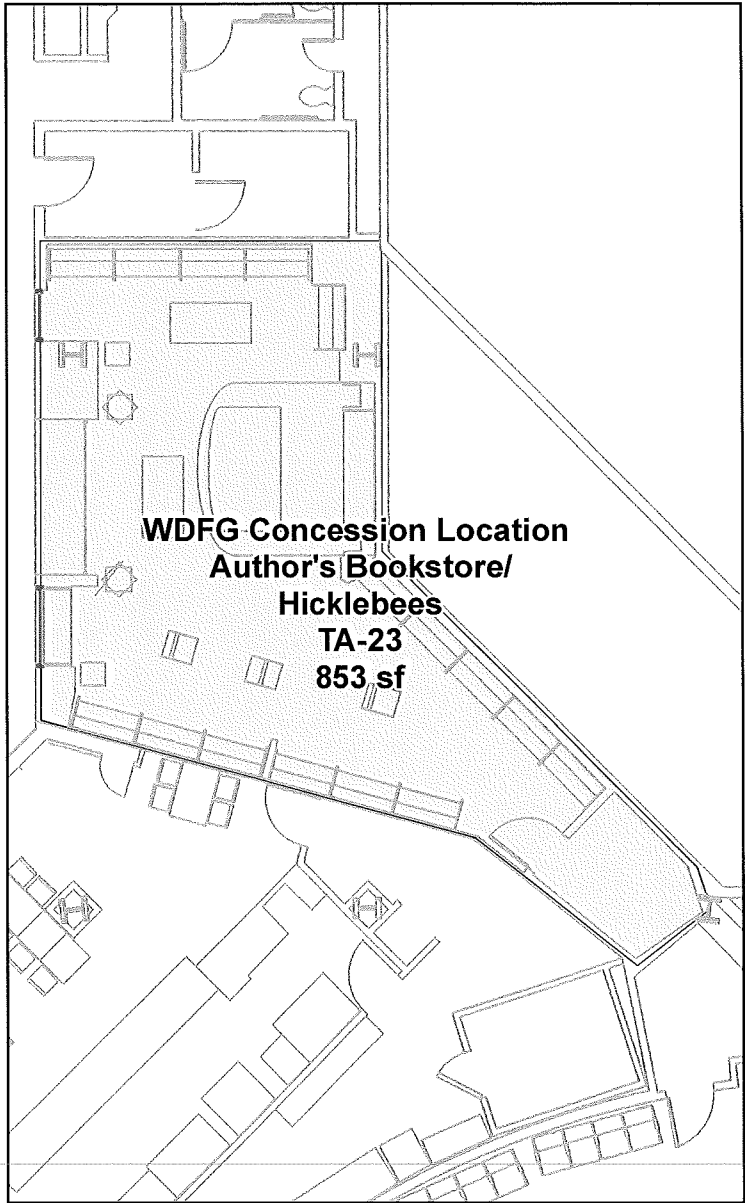 WDFG Concession Location
Author's Bookstore/
Hicklebees
TA-23
853 sf